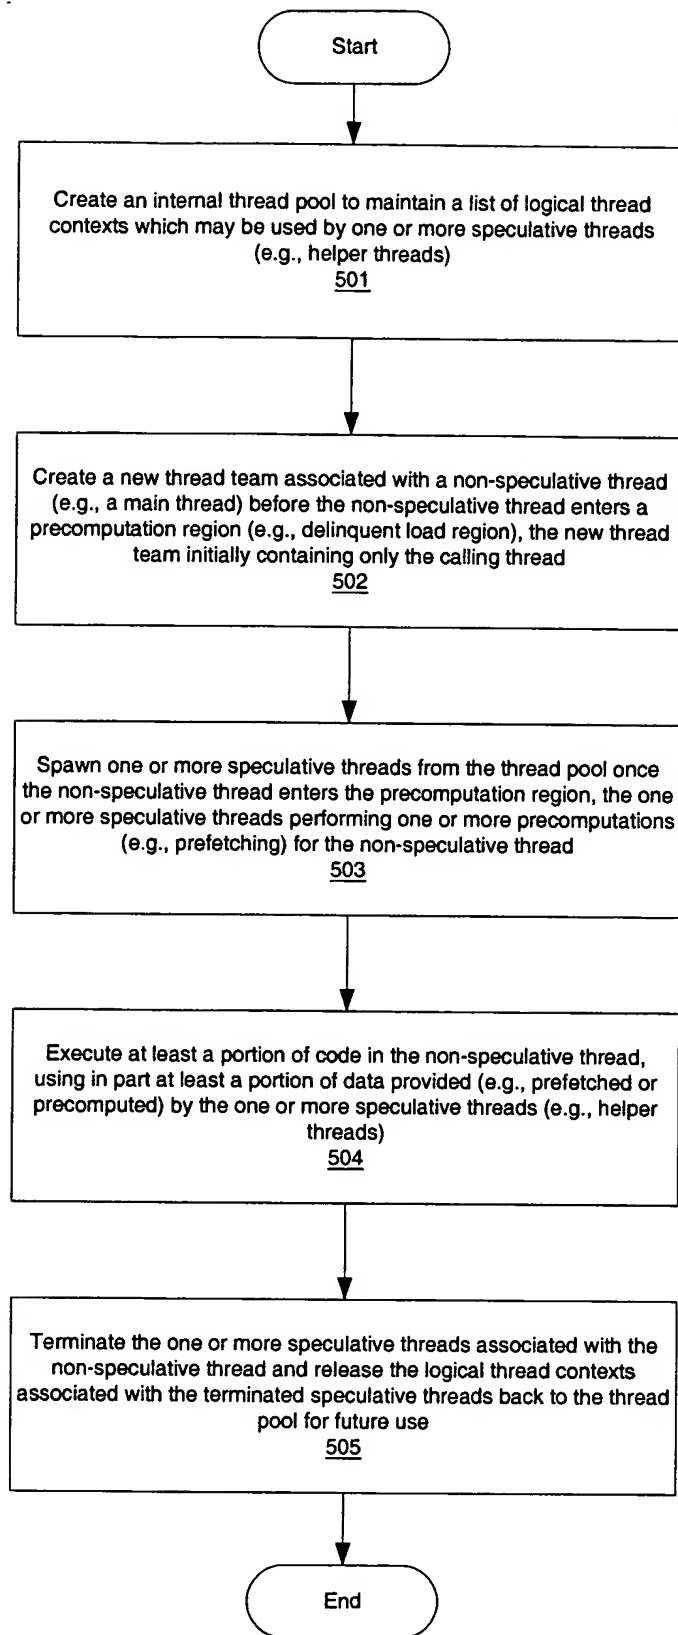 Start
Create an internal thread pool to maintain a list of logical thread
contexts which may be used by one or more speculative threads
(e.g., helper threads)
501
Create a new thread team associated with a non-speculative thread
(e.g., a main thread) before the non-speculative thread enters a
precomputation region (e.g., delinquent load region), the new thread
team initially containing only the calling thread
502
Spawn one or more speculative threads from the thread pool once
the non-speculative thread enters the precomputation region, the one
or more speculative threads performing one or more precomputations
(e.g., prefetching) for the non-speculative thread
503
Execute at least a portion of code in the non-speculative thread,
using in part at least a portion of data provided (e.g., prefetched or
precomputed) by the one or more speculative threads (e.g., helper
threads)
504
Terminate the one or more speculative threads associated with the
non-speculative thread and release the logical thread contexts
associated with the terminated speculative threads back to the thread
pool for future use
505
End